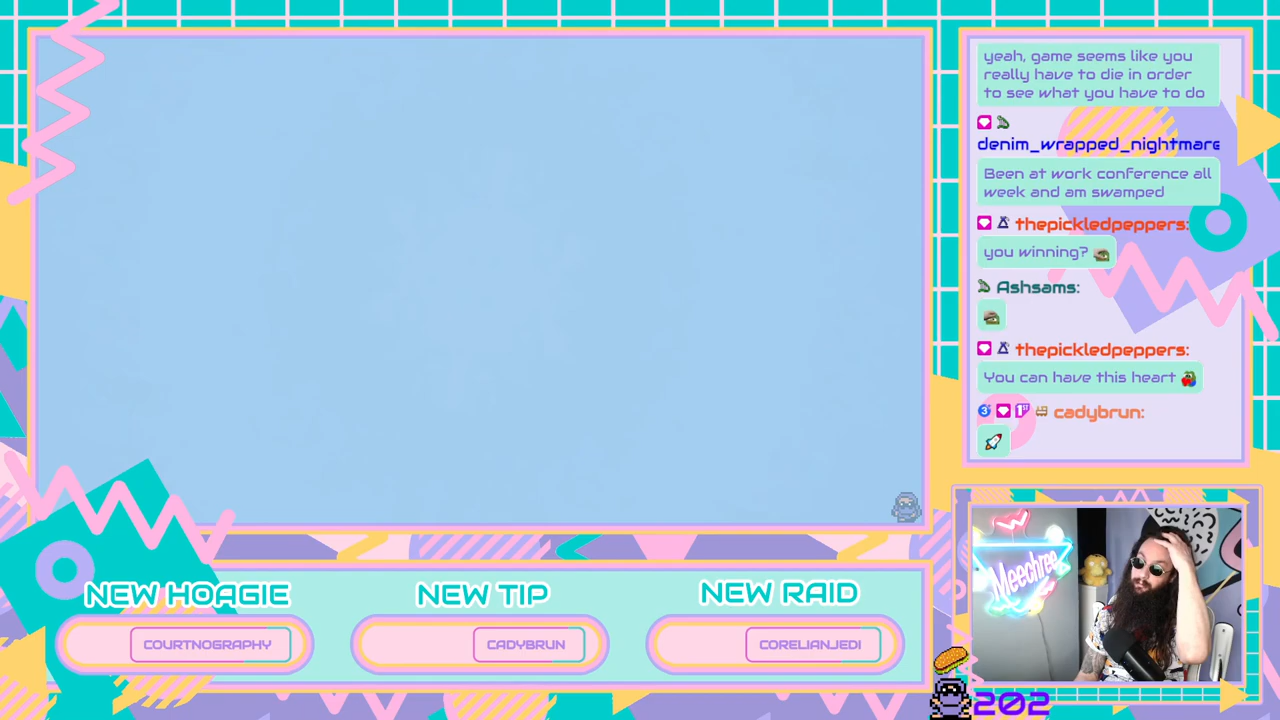 yeah, game seems like you
really have to die in order
to see what you have to do
denim_wrapped_nightmare
Been at work conference all
week and am swamped
thepickledpeppers:
you winning?
Ashsams:
thepickledpeppers:
You can have this heart
cadybrun:
NEW HOAGIE
COURTNOGRAPHY
NEW TIP
CADYBRUN
NEW RAID
CORELIANJEDI
Meechree
202